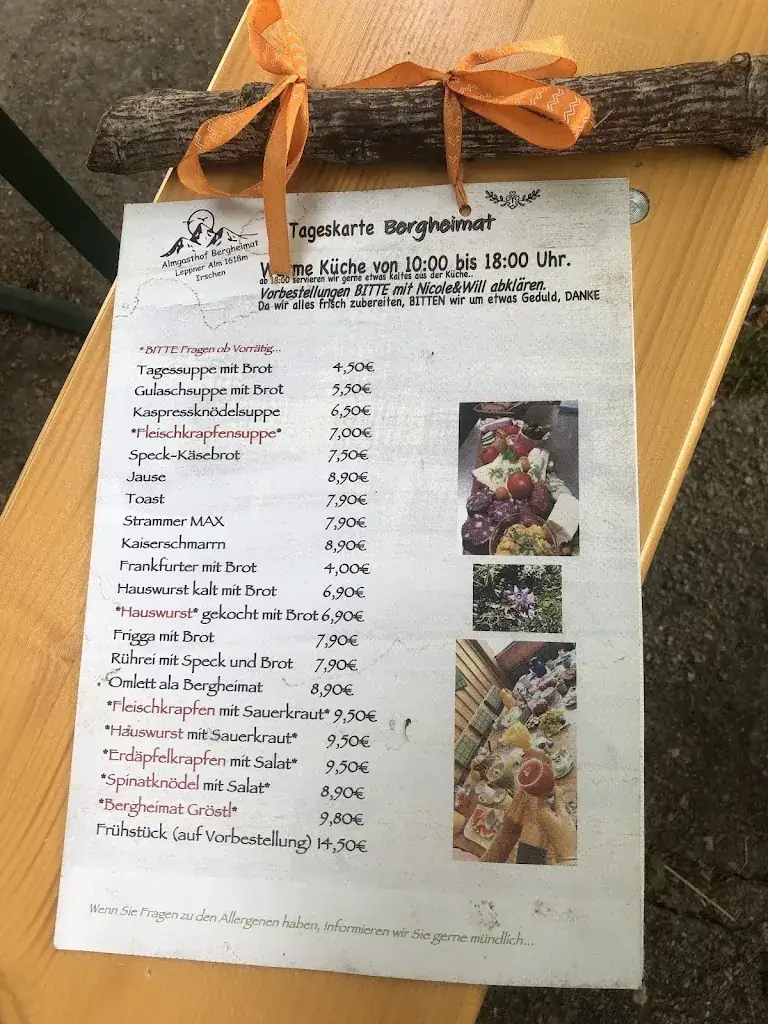 Almgasthof Bergheimat
Leppner Alm 1618m
Irschen
Tageskarte Bergheimat
Küche von 10:00 bis 18:00 Uhr.
ab 18:00 servieren wir gerne etwas kaltes aus der Küche..
Vorbestellungen BITTE mit Nicole&Will abklären.
Da wir alles frisch zubereiten, BITTEN wir um etwas Geduld, DANKE
*BITTE Fragen ob Vorrätig...
Tagessuppe mit Brot 4,50€
Gulaschsuppe mit Brot 5,50€
Kaspressknödelsuppe 6,50€
*Fleischkrapfensuppe* 7,00€
Speck-Käsebrot 7,50€
Jause 8,90€
Toast 7,90€
Strammer MAX 7,90€
Kaiserschmarrn 8,90€
Frankfurter mit Brot 4,00€
Hauswurst kalt mit Brot 6,90€
*Hauswurst* gekocht mit Brot 6,90€
Frigga mit Brot 7,90€
Rührei mit Speck und Brot 7,90€
Omlett ala Bergheimat 8,90€
*Fleischkrapfen mit Sauerkraut* 9,50€
*Hauswurst mit Sauerkraut* 9,50€
*Erdäpfelkrapfen mit Salat* 9,50€
*Spinatknödel mit Salat* 8,90€
*Bergheimat Gröstl* 9,80€
Frühstück (auf Vorbestellung) 14,50€
Wenn Sie Fragen zu den Allergenen haben, informieren wir Sie gerne mündlich...